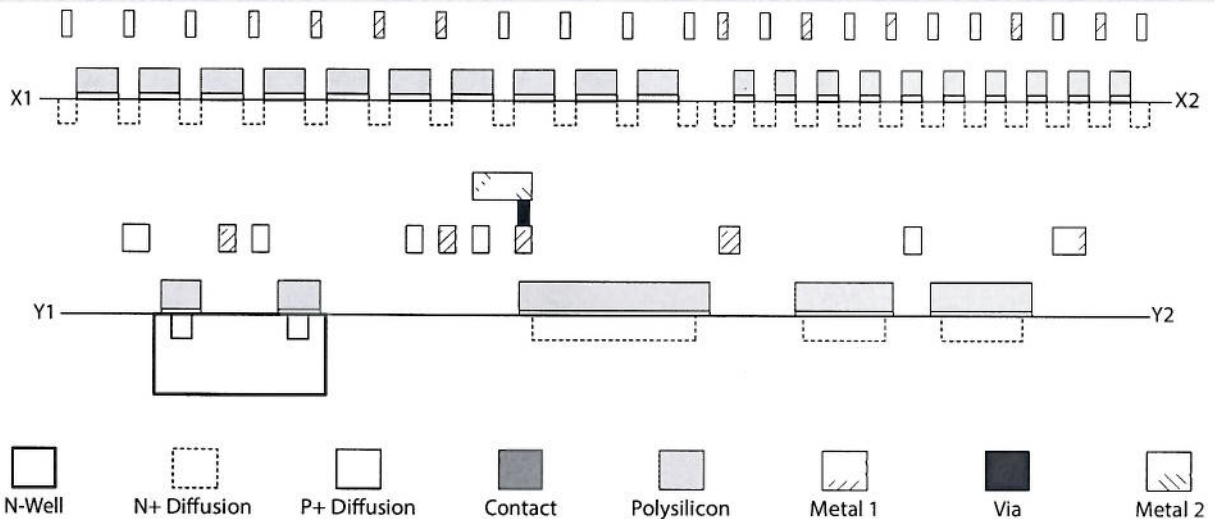 X1
X2
Y1
Y2
N-Well
N+ Diffusion
P+ Diffusion
Contact
Polysilicon
Metal 1
Via
Metal 2